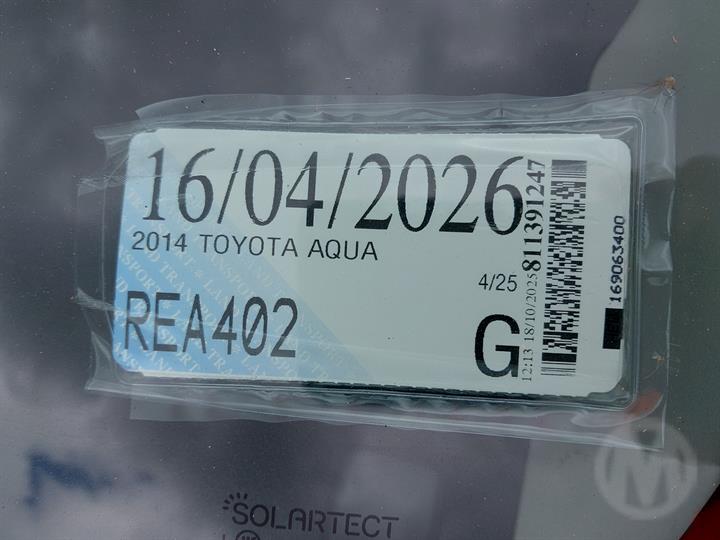 16/04/2026
2014 TOYOTA AQUA
4/25
REA402
G
12:13 18/10/2025
811391247
169063400
SOLARTECT
M